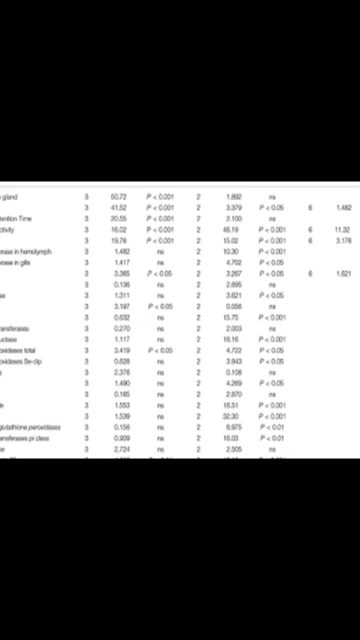 gland 3 50.72 P < 0.001 2 1.892 ns
3 41.52 P < 0.001 2 3.379 P < 0.05 6 1.482
tention Time 3 20.55 P < 0.001 2 2.100 ns
ctivity 3 16.02 P < 0.001 2 48.19 P < 0.001 6 11.32
3 19.78 P < 0.001 2 15.02 P < 0.001 6 3.176
erase in hemolymph 3 1.482 ns 2 10.30 P < 0.001
erase in gills 3 1.417 ns 2 4.702 P < 0.05
3 3.365 P < 0.05 2 3.267 P < 0.05 6 1.621
3 0.136 ns 2 2.695 ns
se 3 1.311 ns 2 3.621 P < 0.05
3 3.197 P < 0.05 2 0.056 ns
3 0.632 ns 2 15.75 P < 0.001
ransferases 3 0.270 ns 2 2.003 ns
uctase 3 1.117 ns 2 16.16 P < 0.001
oxidases total 3 3.419 P < 0.05 2 4.722 P < 0.05
oxidases Se-dip 3 0.628 ns 2 3.943 P < 0.05
s 3 2.376 ns 2 0.108 ns
3 1.490 ns 2 4.269 P < 0.05
3 0.185 ns 2 2.870 ns
de 3 1.553 ns 2 16.51 P < 0.001
3 1.539 ns 2 32.30 P < 0.001
glutathione peroxidases 3 0.156 ns 2 6.975 P < 0.01
transferases pi class 3 0.909 ns 2 16.03 P < 0.01
3 2.724 ns 2 2.505 ns